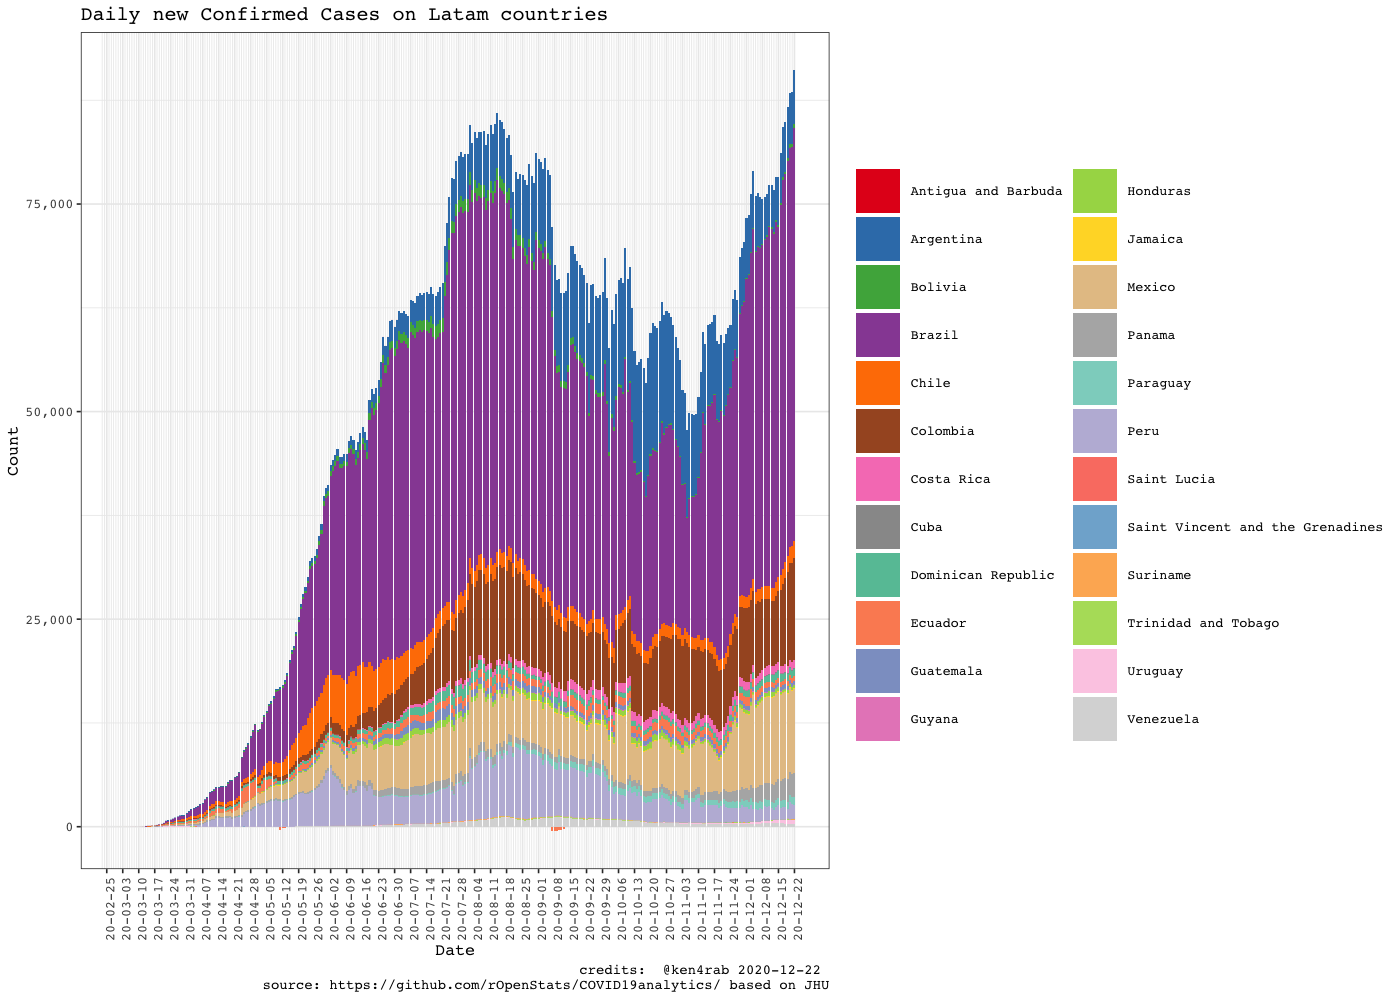 Daily new Confirmed Cases on Latam countries
Count
75,000
50,000
25,000
0
20-02-25
20-03-03
20-03-10
20-03-17
20-03-24
20-03-31
20-04-07
20-04-14
20-04-21
20-04-28
20-05-05
20-05-12
20-05-19
20-05-26
20-06-02
20-06-09
20-06-16
20-06-23
20-06-30
20-07-07
20-07-14
20-07-21
20-07-28
20-08-04
20-08-11
20-08-18
20-08-25
20-09-01
20-09-08
20-09-15
20-09-22
20-09-29
20-10-06
20-10-13
20-10-20
20-10-27
20-11-03
20-11-10
20-11-17
20-11-24
20-12-01
20-12-08
20-12-15
20-12-22
Date
Antigua and Barbuda
Argentina
Bolivia
Brazil
Chile
Colombia
Costa Rica
Cuba
Dominican Republic
Ecuador
Guatemala
Guyana
Honduras
Jamaica
Mexico
Panama
Paraguay
Peru
Saint Lucia
Saint Vincent and the Grenadines
Suriname
Trinidad and Tobago
Uruguay
Venezuela
credits:  @ken4rab 2020-12-22
source: https://github.com/rOpenStats/COVID19analytics/ based on JHU